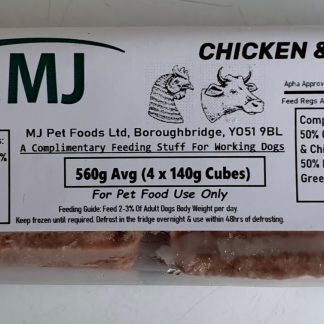 MJ
CHICKEN &
Apha Approv
Feed Regs A
MJ Pet Foods Ltd, Boroughbridge, YO51 9BL
A Complimentary Feeding Stuff For Working Dogs
s:
%
560g Avg (4 x 140g Cubes)
For Pet Food Use Only
Feeding Guide: Feed 2-3% Of Adult Dogs Body Weight per day.
Keep frozen until required. Defrost in the fridge overnight & use within 48hrs of defrosting.
Comp
50%
& Chi
50%
Gree